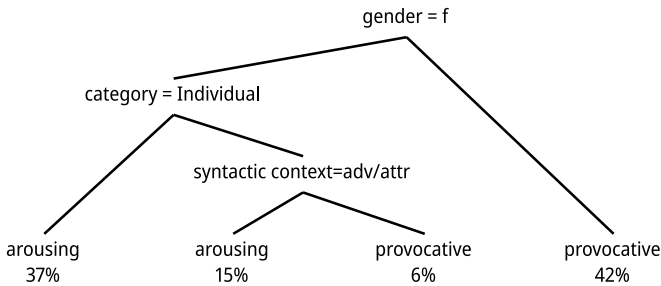 gender = f
category = Individual
syntactic context=adv/attr
arousing arousing provocative provocative
37% 15% 6% 42%